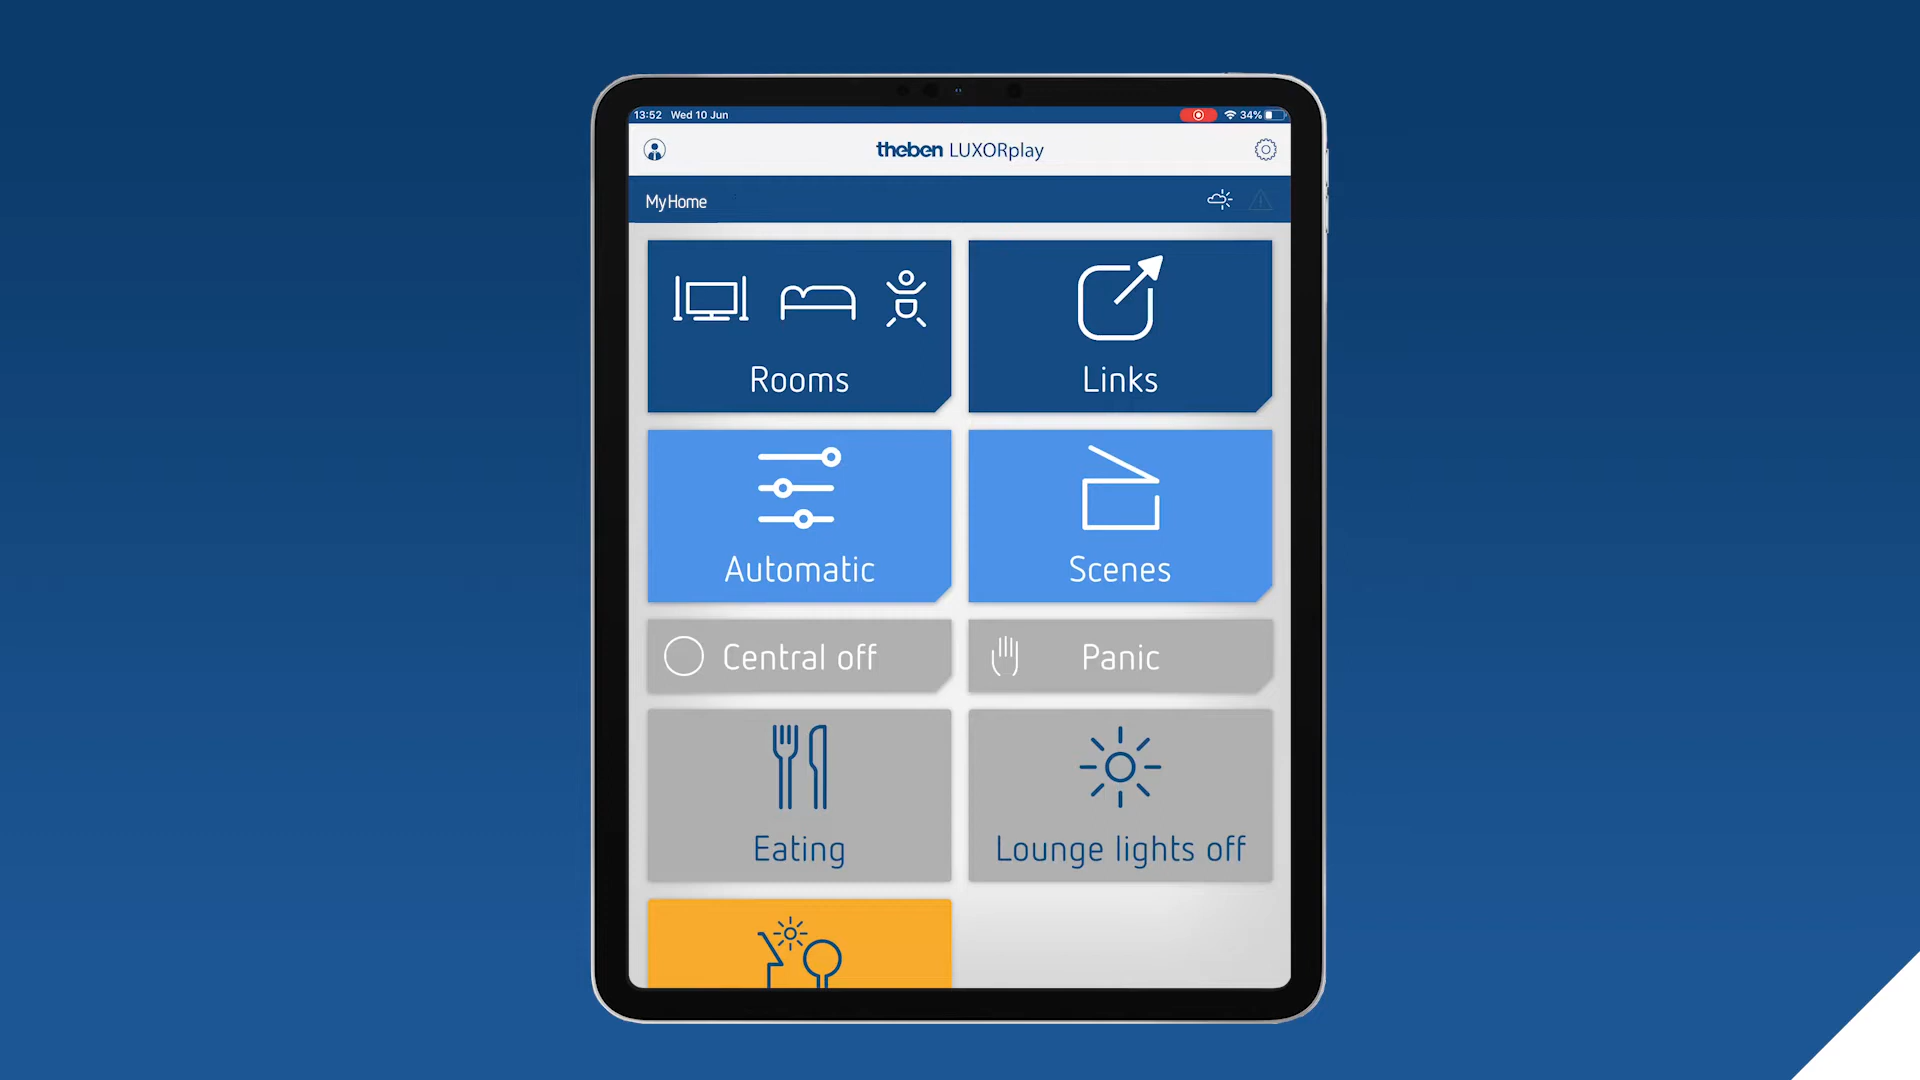 13:52 Wed 10 Jun 34%
theben LUXORplay
MyHome
Rooms
Links
Automatic
Scenes
Central off
Panic
Eating
Lounge lights off